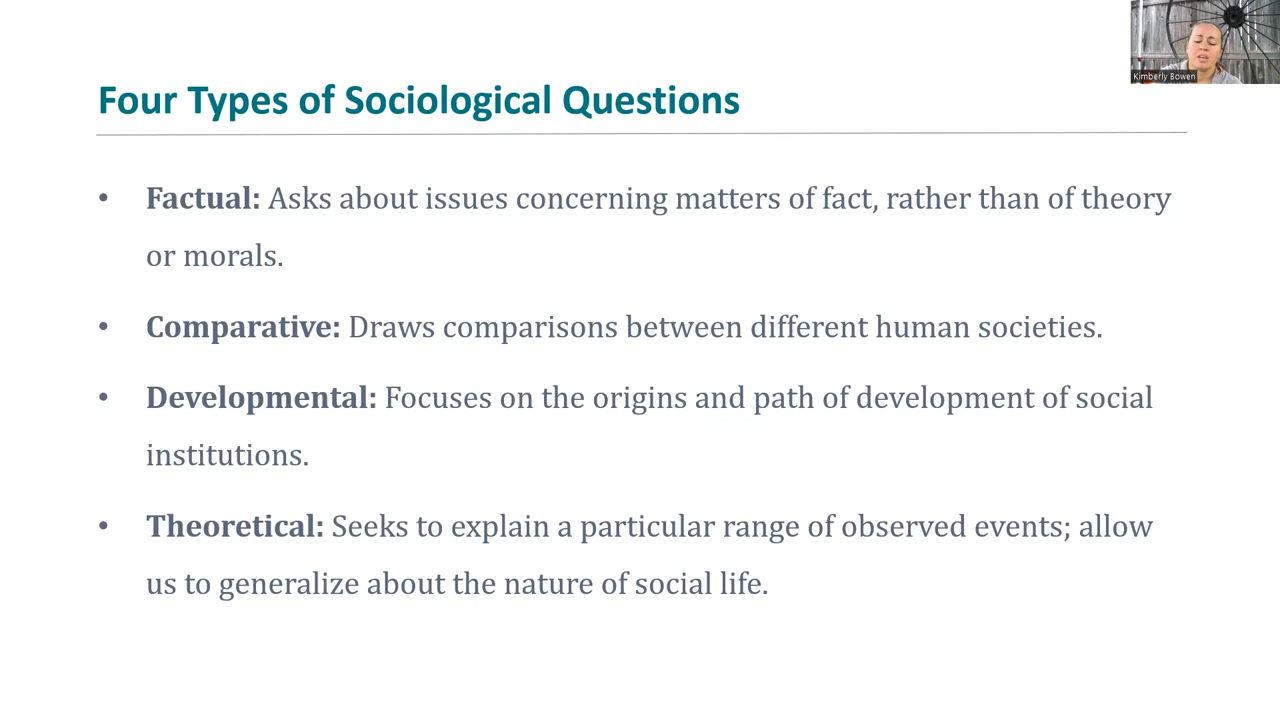 Kimberly Bowen
Four Types of Sociological Questions
• Factual: Asks about issues concerning matters of fact, rather than of theory
or morals.
• Comparative: Draws comparisons between different human societies.
• Developmental: Focuses on the origins and path of development of social
institutions.
• Theoretical: Seeks to explain a particular range of observed events; allow
us to generalize about the nature of social life.